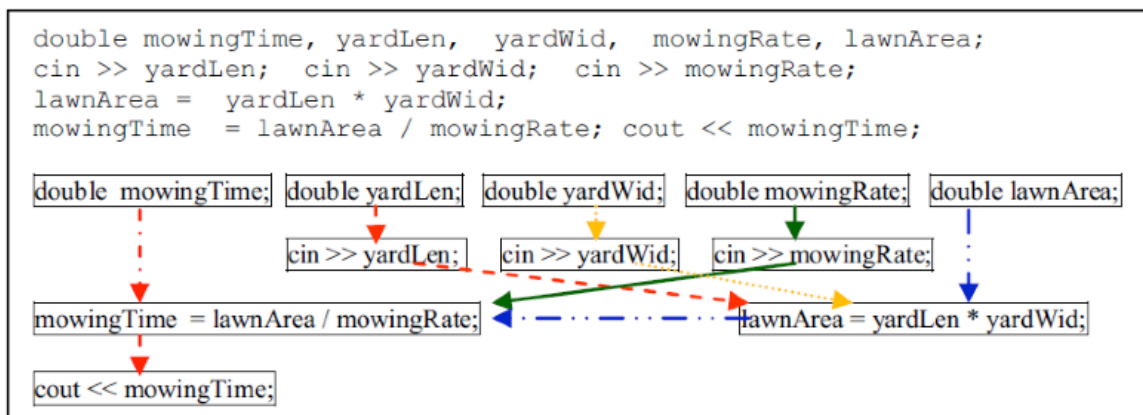 double mowingTime, yardLen, yardWid, mowingRate, lawnArea;
cin >> yardLen; cin >> yardWid; cin >> mowingRate;
lawnArea = yardLen * yardWid;
mowingTime = lawnArea / mowingRate; cout << mowingTime;
double mowingTime; double yardLen; double yardWid; double mowingRate; double lawnArea;
cin >> yardLen; cin >> yardWid; cin >> mowingRate;
mowingTime = lawnArea / mowingRate; lawnArea = yardLen * yardWid;
cout << mowingTime;